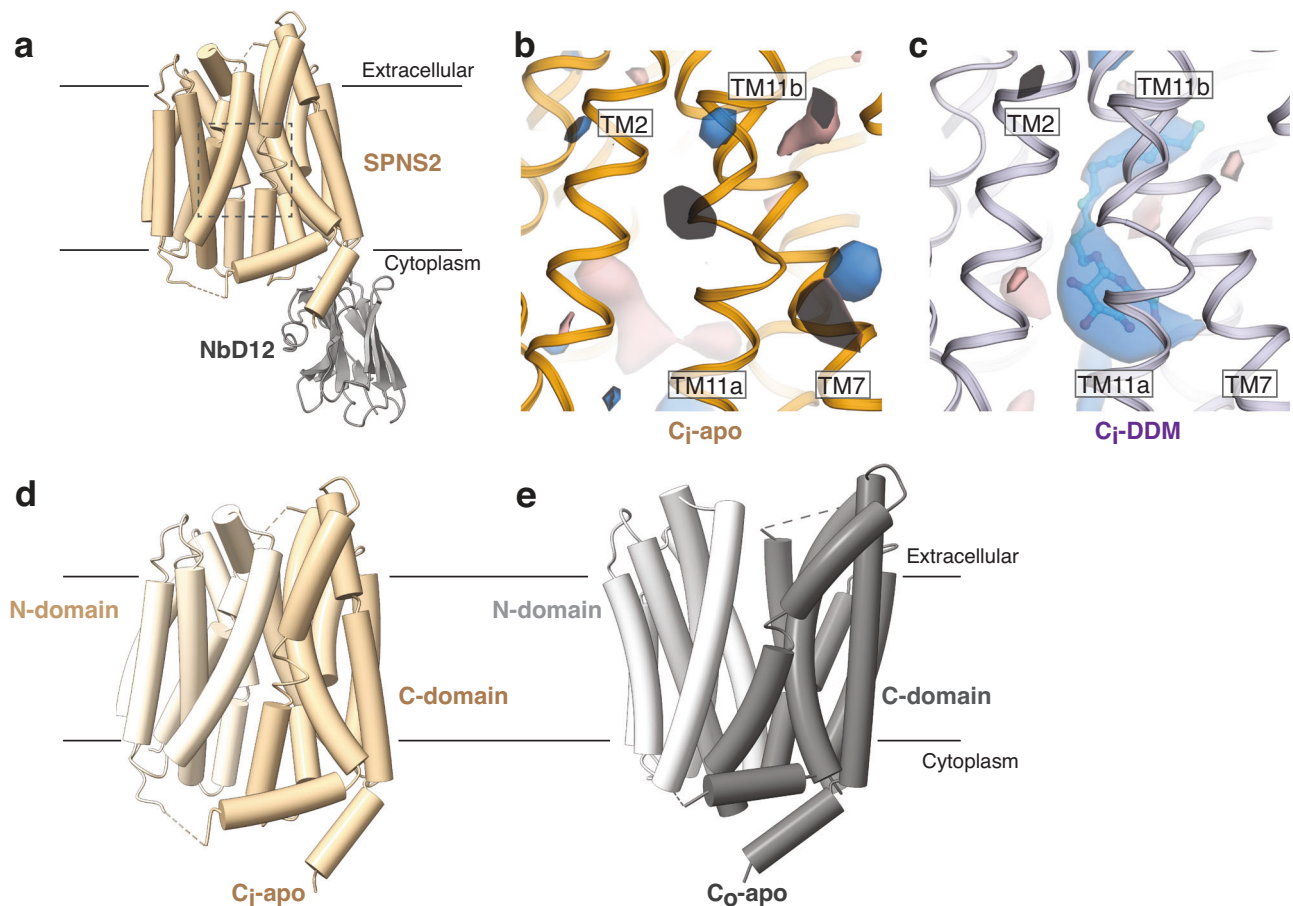 a
Extracellular
SPNS2
Cytoplasm
NbD12
b
TM2
TM11b
TM11a
TM7
Ci-apo
c
TM2
TM11b
TM11a
TM7
Ci-DDM
d
N-domain
C-domain
Ci-apo
e
Extracellular
N-domain
C-domain
Cytoplasm
Co-apo